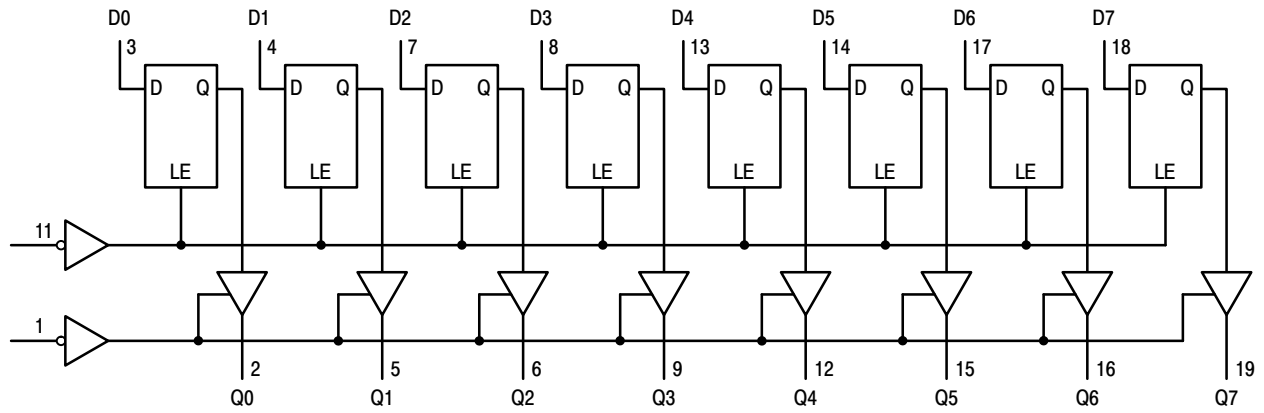 D0 D1 D2 D3 D4 D5 D6 D7
3 4 7 8 13 14 17 18
D Q D Q D Q D Q D Q D Q D Q D Q
LE LE LE LE LE LE LE LE
11
1
2 5 6 9 12 15 16 19
Q0 Q1 Q2 Q3 Q4 Q5 Q6 Q7